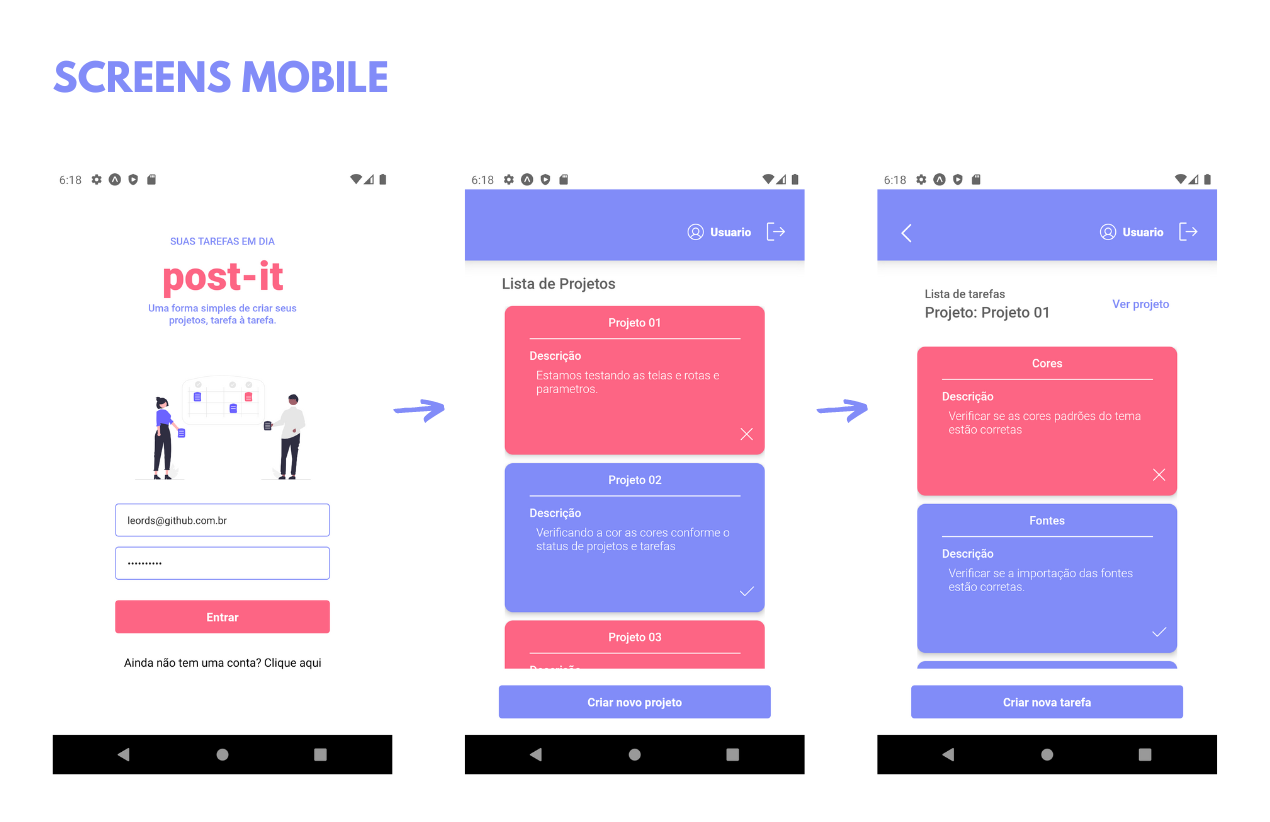 SCREENS MOBILE
6:18
SUAS TAREFAS EM DIA
post-it
Uma forma simples de criar seus
projetos, tarefa à tarefa.
leords@github.com.br
••••••••••
Entrar
Ainda não tem uma conta? Clique aqui
6:18
Usuario
Lista de Projetos
Projeto 01
Descrição
Estamos testando as telas e rotas e
parametros.
Projeto 02
Descrição
Verificando a cor as cores conforme o
status de projetos e tarefas
Projeto 03
Descrição
Criar novo projeto
6:18
Usuario
Lista de tarefas
Projeto: Projeto 01
Ver projeto
Cores
Descrição
Verificar se as cores padrões do tema
estão corretas
Fontes
Descrição
Verificar se a importação das fontes
estão corretas.
Criar nova tarefa